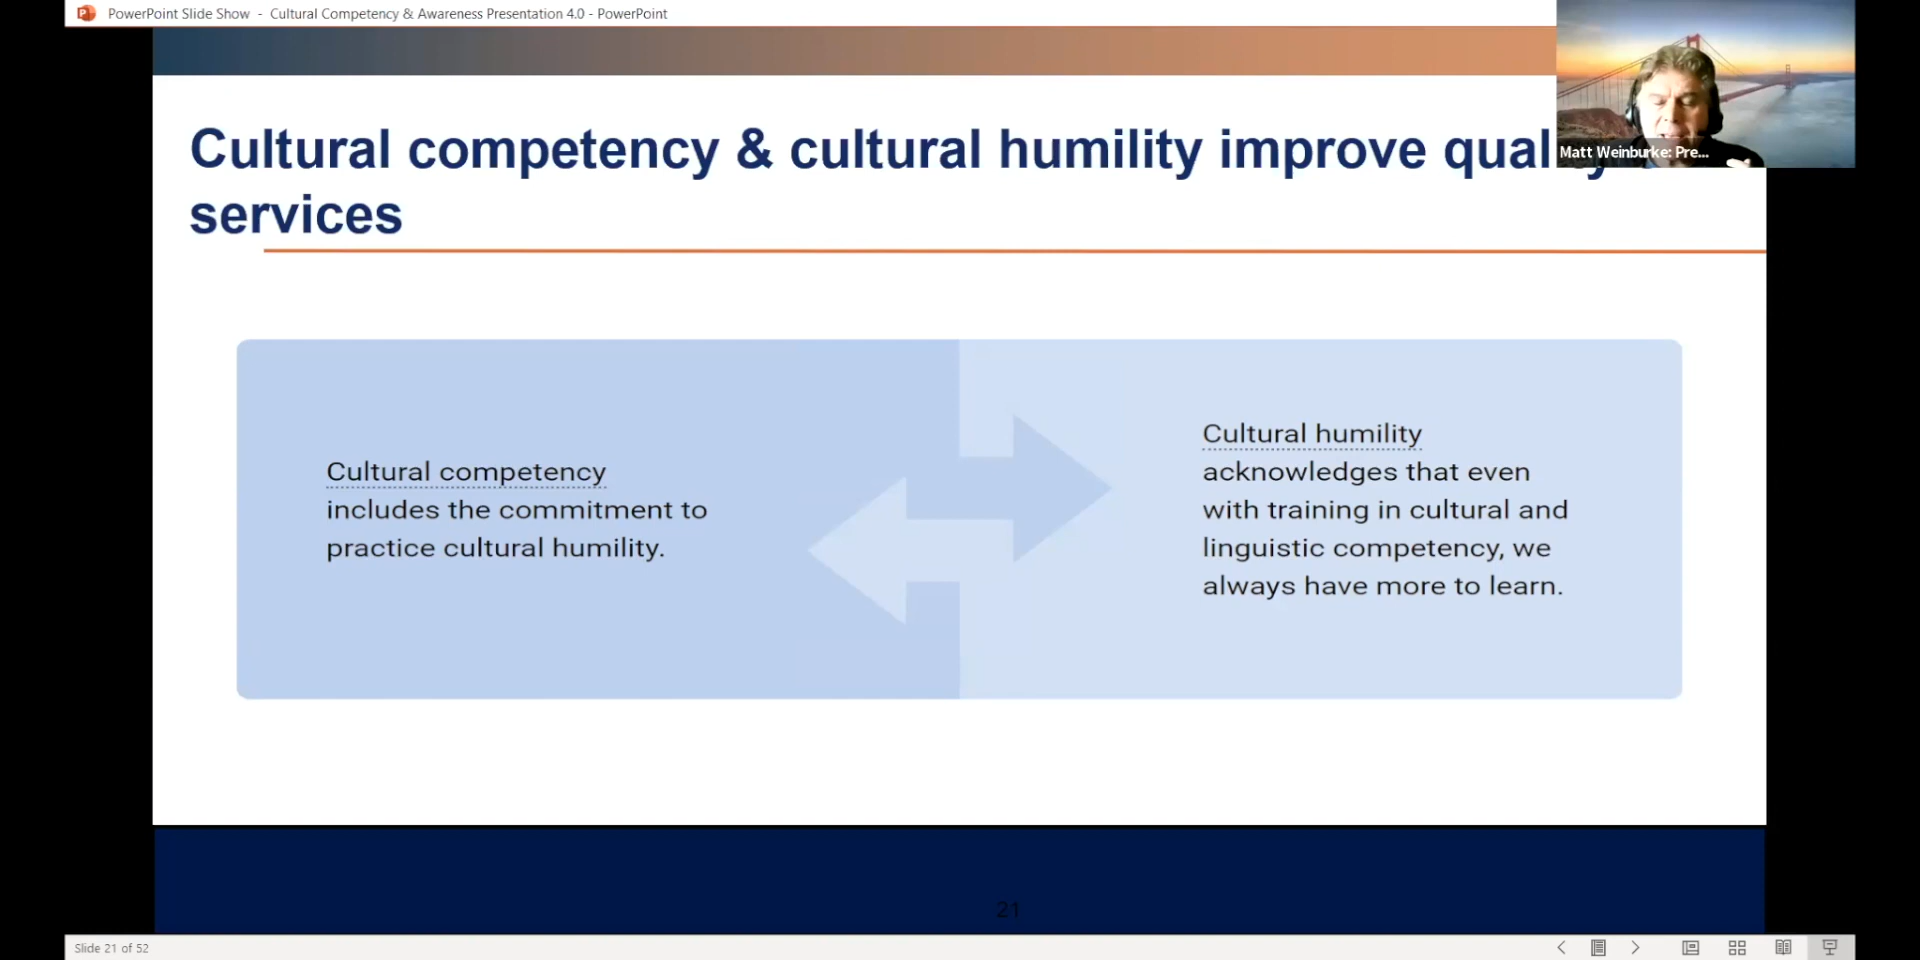 PowerPoint Slide Show - Cultural Competency & Awareness Presentation 4.0 - PowerPoint
Matt Weinburke: Pre...
Cultural competency & cultural humility improve
services
Cultural competency
includes the commitment to
practice cultural humility.
Cultural humility
acknowledges that even
with training in cultural and
linguistic competency, we
always have more to learn.
21
Slide 21 of 52